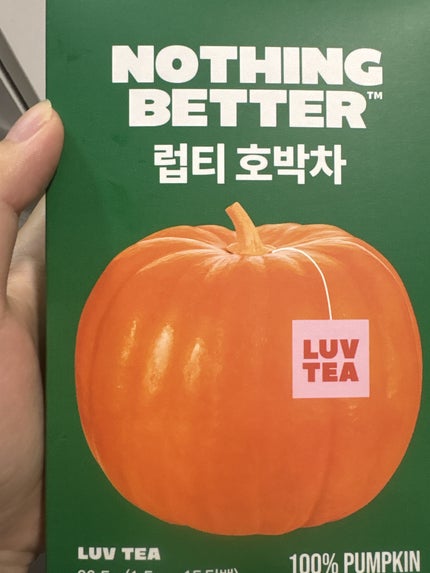 NOTHING
BETTER™
럽티 호박차
LUV
TEA
LUV TEA
100% PUMPKIN